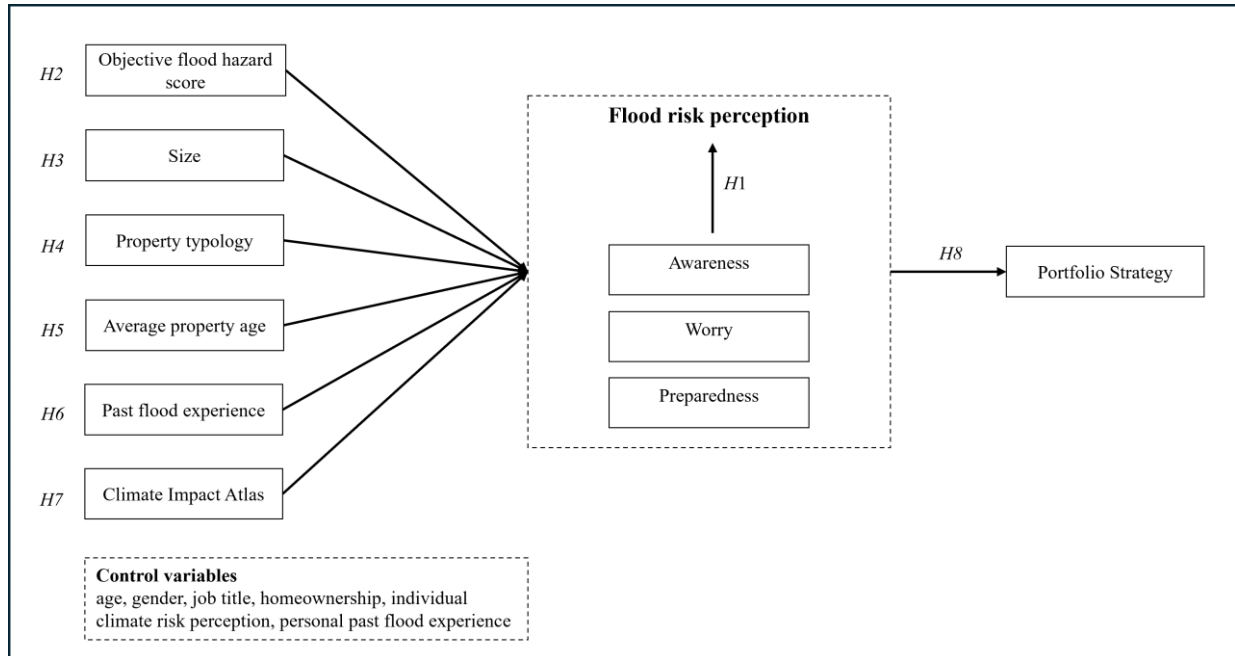 H2
Objective flood hazard
score
H3
Size
H4
Property typology
H5
Average property age
H6
Past flood experience
H7
Climate Impact Atlas
Flood risk perception
H1
Awareness
Worry
Preparedness
H8
Portfolio Strategy
Control variables
age, gender, job title, homeownership, individual
climate risk perception, personal past flood experience